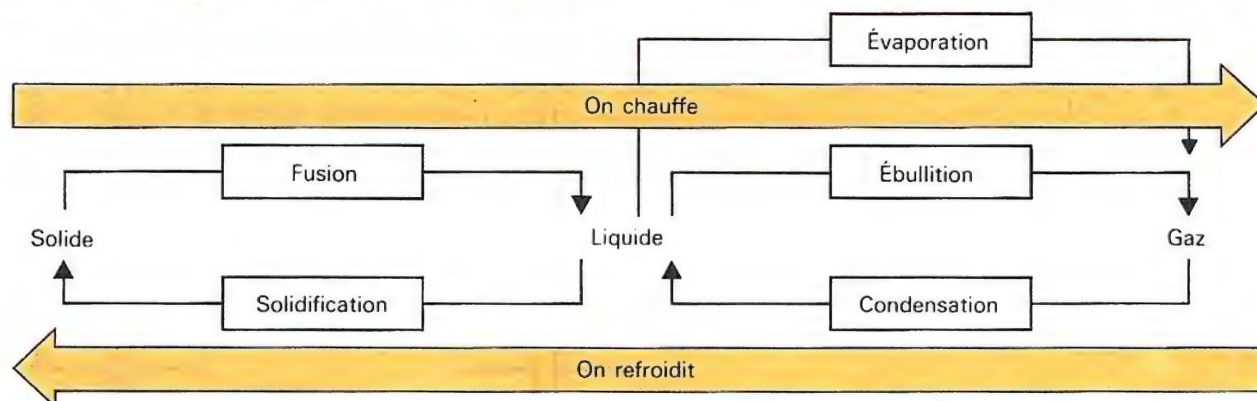 Évaporation
On chauffe
Fusion
Ébullition
Solide
Liquide
Gaz
Solidification
Condensation
On refroidit